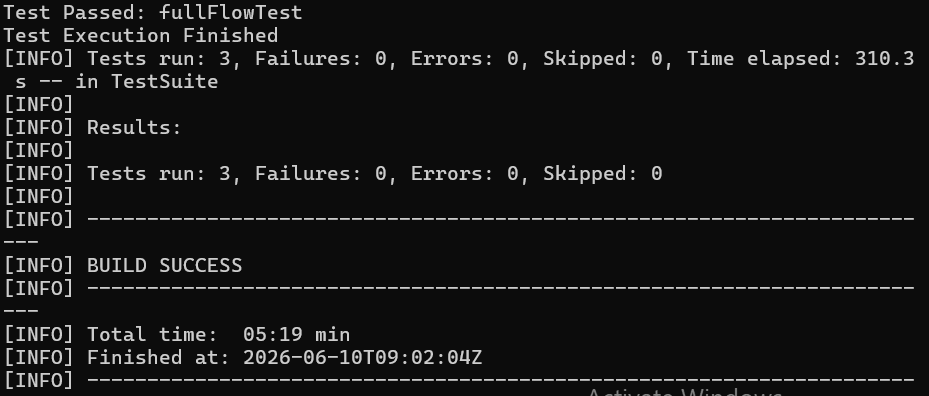 Test Passed: fullFlowTest
Test Execution Finished
[INFO] Tests run: 3, Failures: 0, Errors: 0, Skipped: 0, Time elapsed: 310.3
 s -- in TestSuite
[INFO]
[INFO] Results:
[INFO]
[INFO] Tests run: 3, Failures: 0, Errors: 0, Skipped: 0
[INFO]
[INFO] ---------------------------------------------------------------------
---
[INFO] BUILD SUCCESS
[INFO] ---------------------------------------------------------------------
---
[INFO] Total time:  05:19 min
[INFO] Finished at: 2026-06-10T09:02:04Z
[INFO] ---------------------------------------------------------------------
Activate Windows